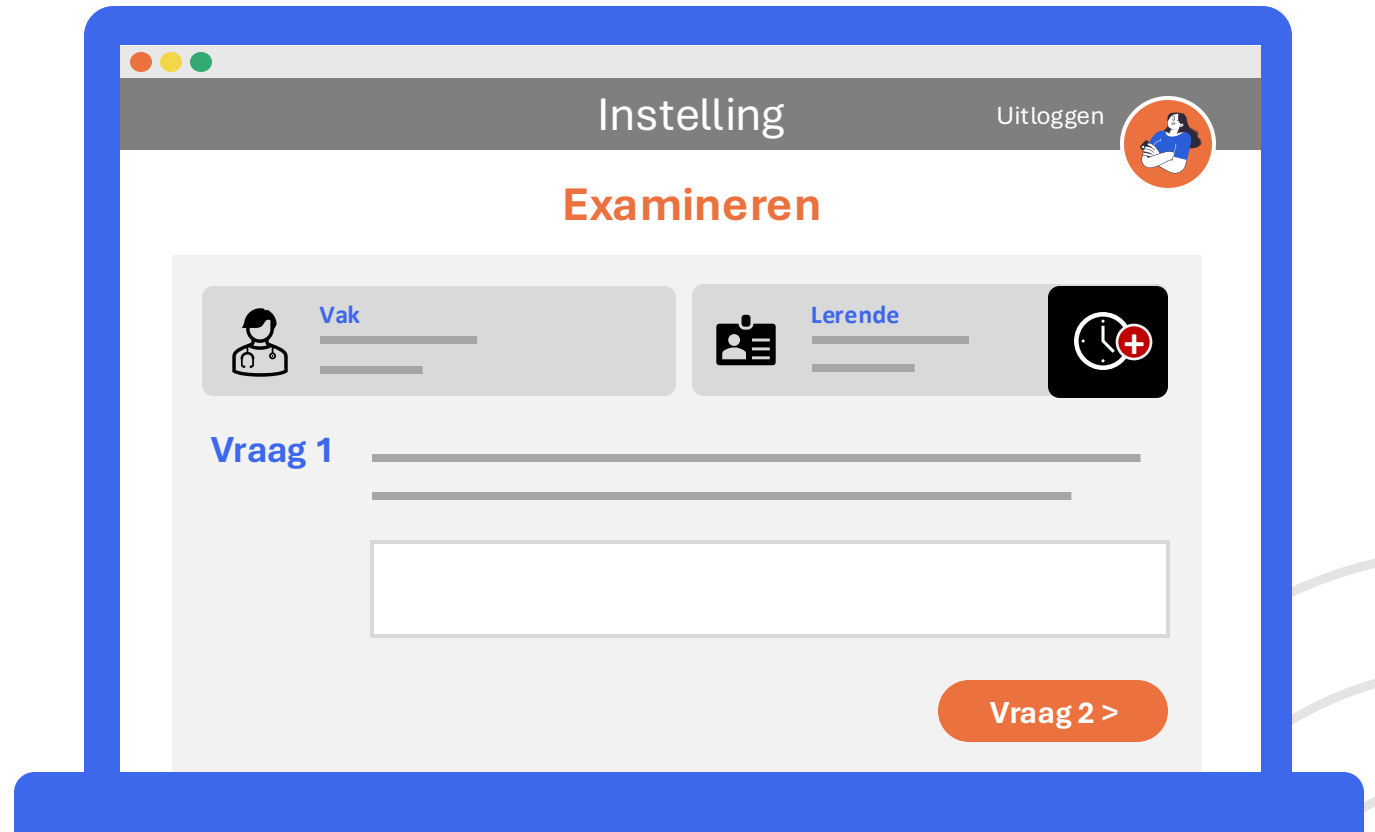 Instelling
Uitloggen
Examineren
Vak
Lerende
Vraag 1
Vraag 2 >